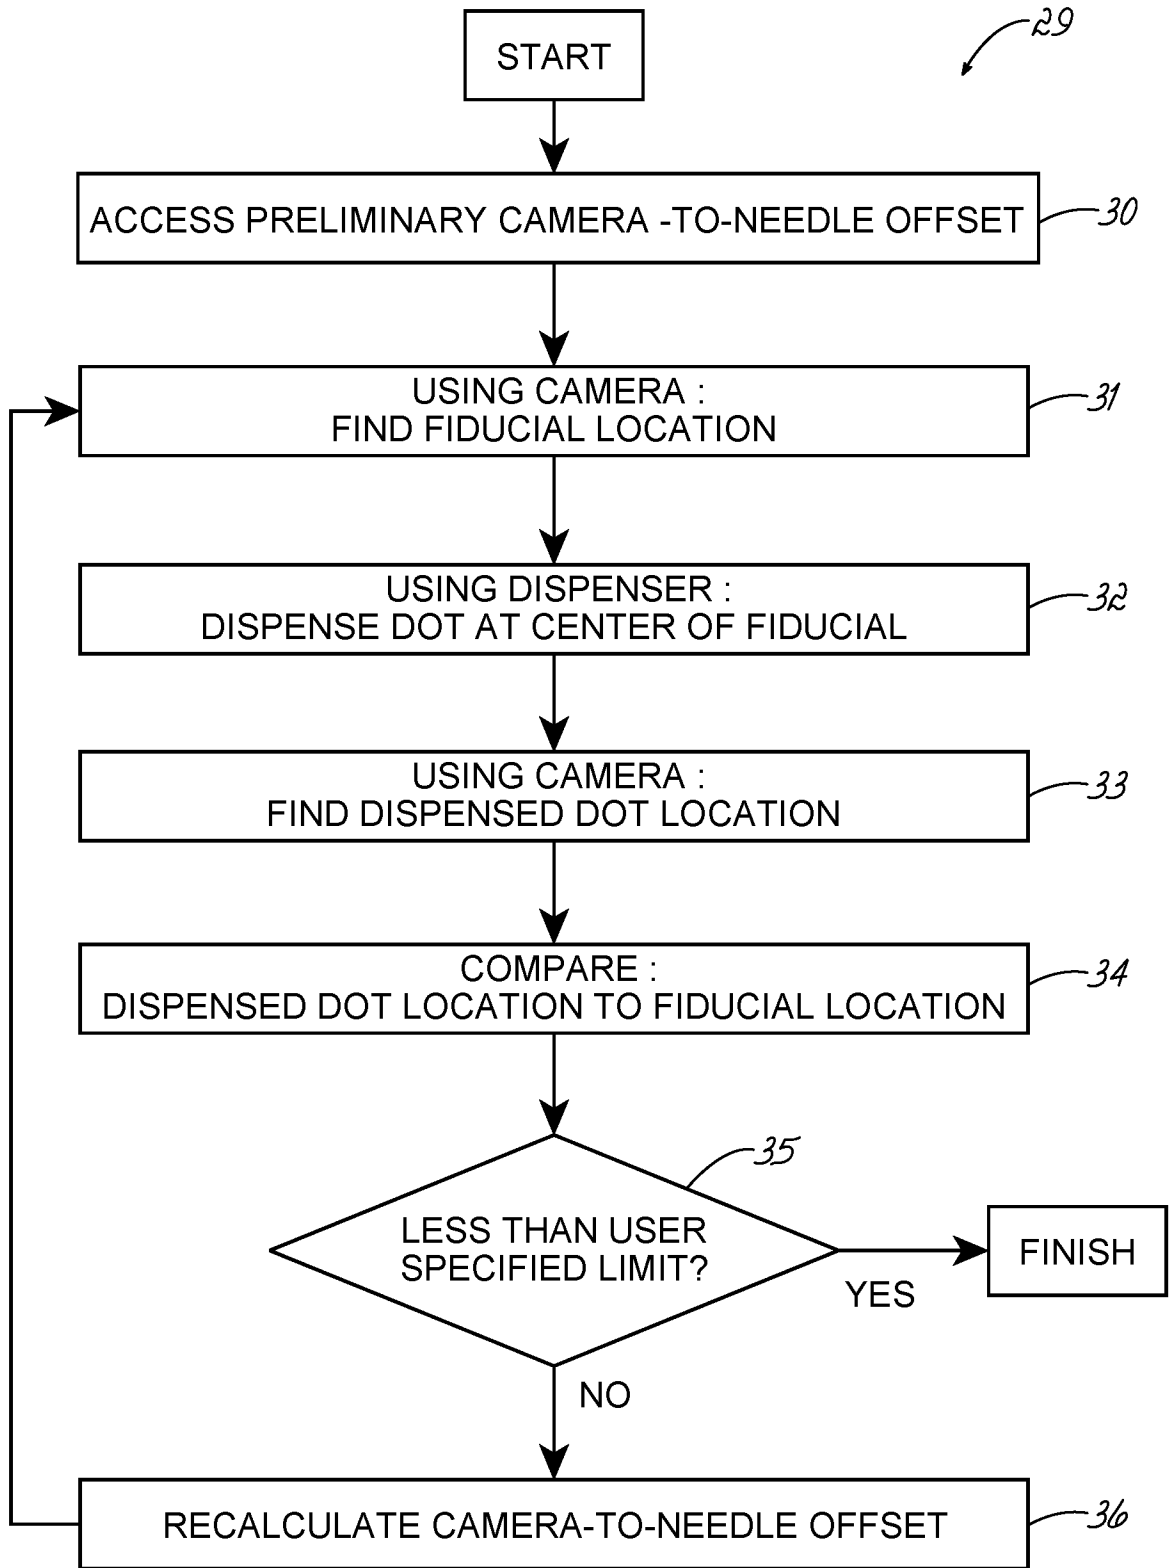 29
START
ACCESS PRELIMINARY CAMERA -TO-NEEDLE OFFSET
30
USING CAMERA :
FIND FIDUCIAL LOCATION
31
USING DISPENSER :
DISPENSE DOT AT CENTER OF FIDUCIAL
32
USING CAMERA :
FIND DISPENSED DOT LOCATION
33
COMPARE :
DISPENSED DOT LOCATION TO FIDUCIAL LOCATION
34
35
LESS THAN USER
SPECIFIED LIMIT?
YES
FINISH
NO
RECALCULATE CAMERA-TO-NEEDLE OFFSET
36